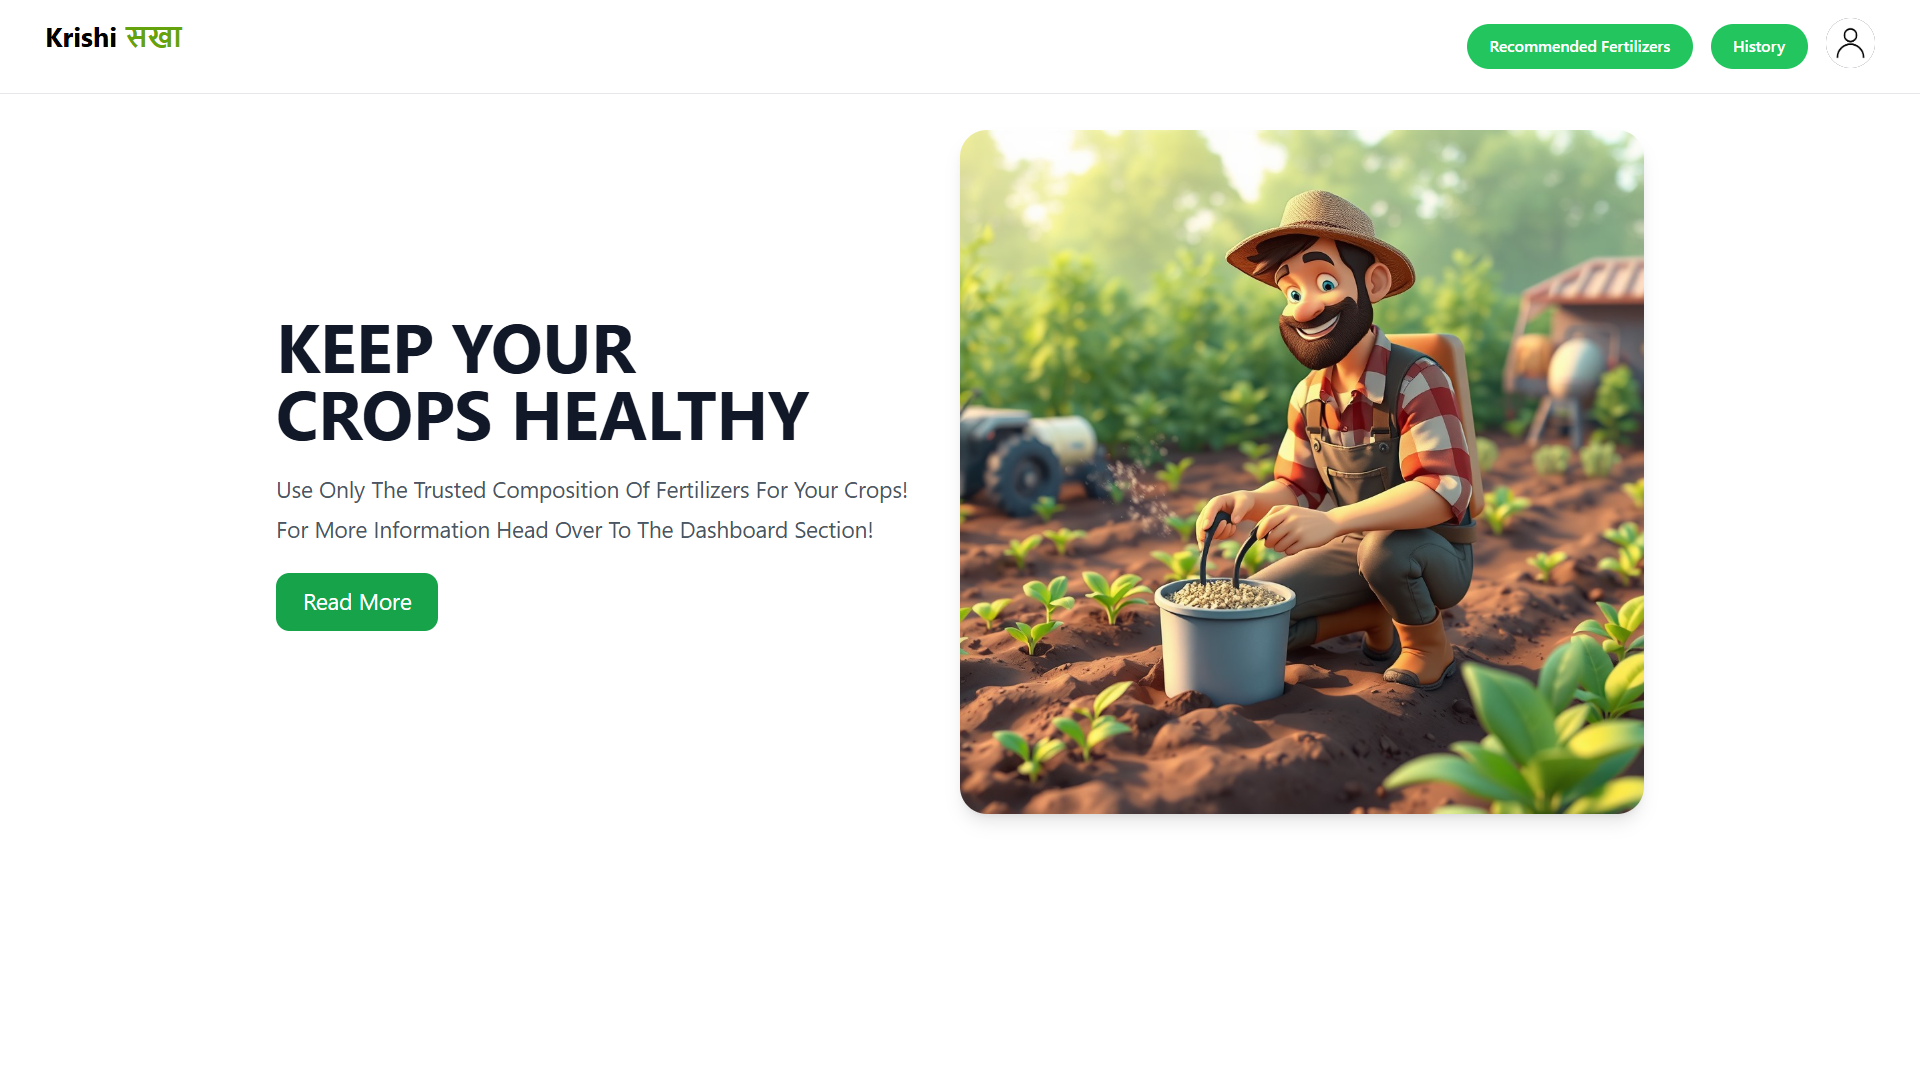 Krishi सखा
Recommended Fertilizers
History
KEEP YOUR
CROPS HEALTHY
Use Only The Trusted Composition Of Fertilizers For Your Crops!
For More Information Head Over To The Dashboard Section!
Read More